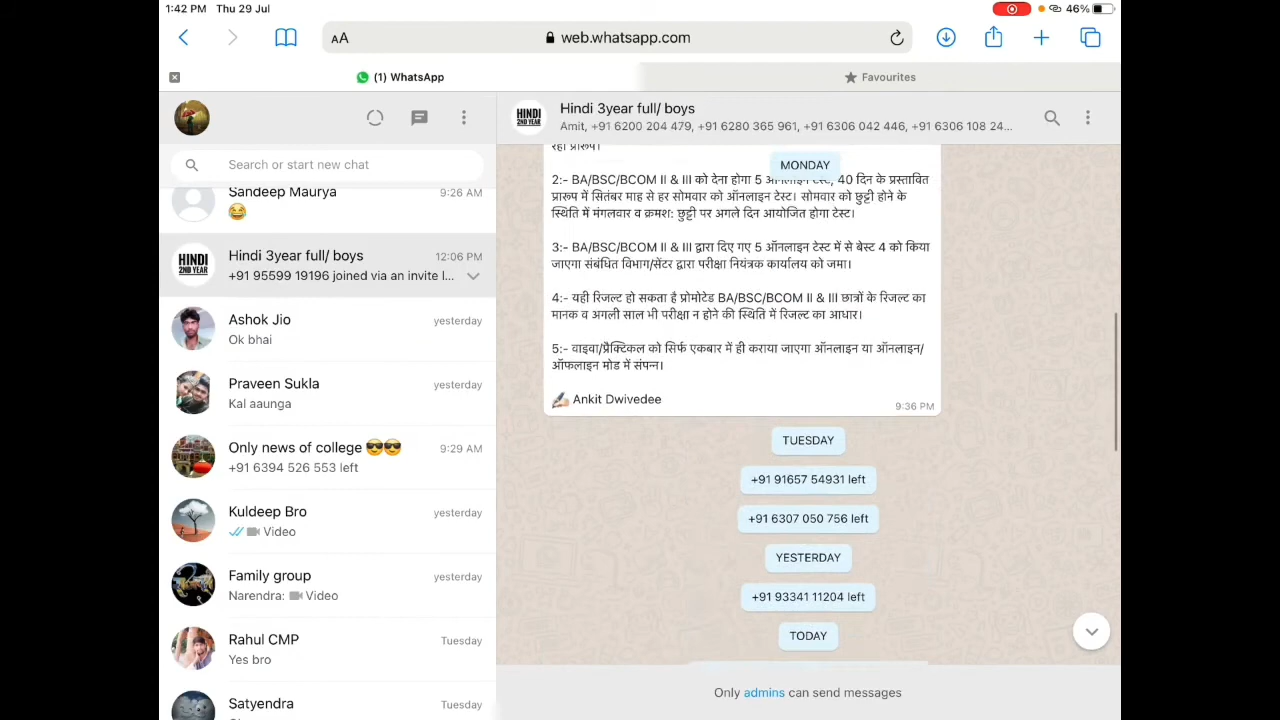 1:42 PM Thu 29 Jul
46%
AA
web.whatsapp.com
(1) WhatsApp
Favourites
Search or start new chat
Sandeep Maurya
9:26 AM
😂
HINDI
2ND YEAR
Hindi 3year full/ boys
12:06 PM
+91 95599 19196 joined via an invite l...
Ashok Jio
yesterday
Ok bhai
Praveen Sukla
yesterday
Kal aaunga
Only news of college 😎😎
9:29 AM
+91 6394 526 553 left
Kuldeep Bro
yesterday
Video
Family group
yesterday
Narendra: Video
Rahul CMP
Tuesday
Yes bro
Satyendra
Tuesday
HINDI
2ND YEAR
Hindi 3year full/ boys
Amit, +91 6200 204 479, +91 6280 365 961, +91 6306 042 446, +91 6306 108 24...
रहा प्रारूप।
MONDAY
2:- BA/BSC/BCOM II & III को देना होगा 5 ऑनलाइन टेस्ट, 40 दिन के प्रस्तावित
प्रारूप में सितंबर माह से हर सोमवार को ऑनलाइन टेस्ट। सोमवार को छुट्टी होने के
स्थिति में मंगलवार व क्रमश: छुट्टी पर अगले दिन आयोजित होगा टेस्ट।
3:- BA/BSC/BCOM II & III द्वारा दिए गए 5 ऑनलाइन टेस्ट में से बेस्ट 4 को किया
जाएगा संबंधित विभाग/सेंटर द्वारा परीक्षा नियंत्रक कार्यालय को जमा।
4:- यही रिजल्ट हो सकता है प्रोमोटेड BA/BSC/BCOM II & III छात्रों के रिजल्ट का
मानक व अगली साल भी परीक्षा न होने की स्थिति में रिजल्ट का आधार।
5:- वाइवा/प्रैक्टिकल को सिर्फ एकबार में ही कराया जाएगा ऑनलाइन या ऑनलाइन/
ऑफलाइन मोड में संपन्न।
✍🏻 Ankit Dwivedee
9:36 PM
TUESDAY
+91 91657 54931 left
+91 6307 050 756 left
YESTERDAY
+91 93341 11204 left
TODAY
Only admins can send messages